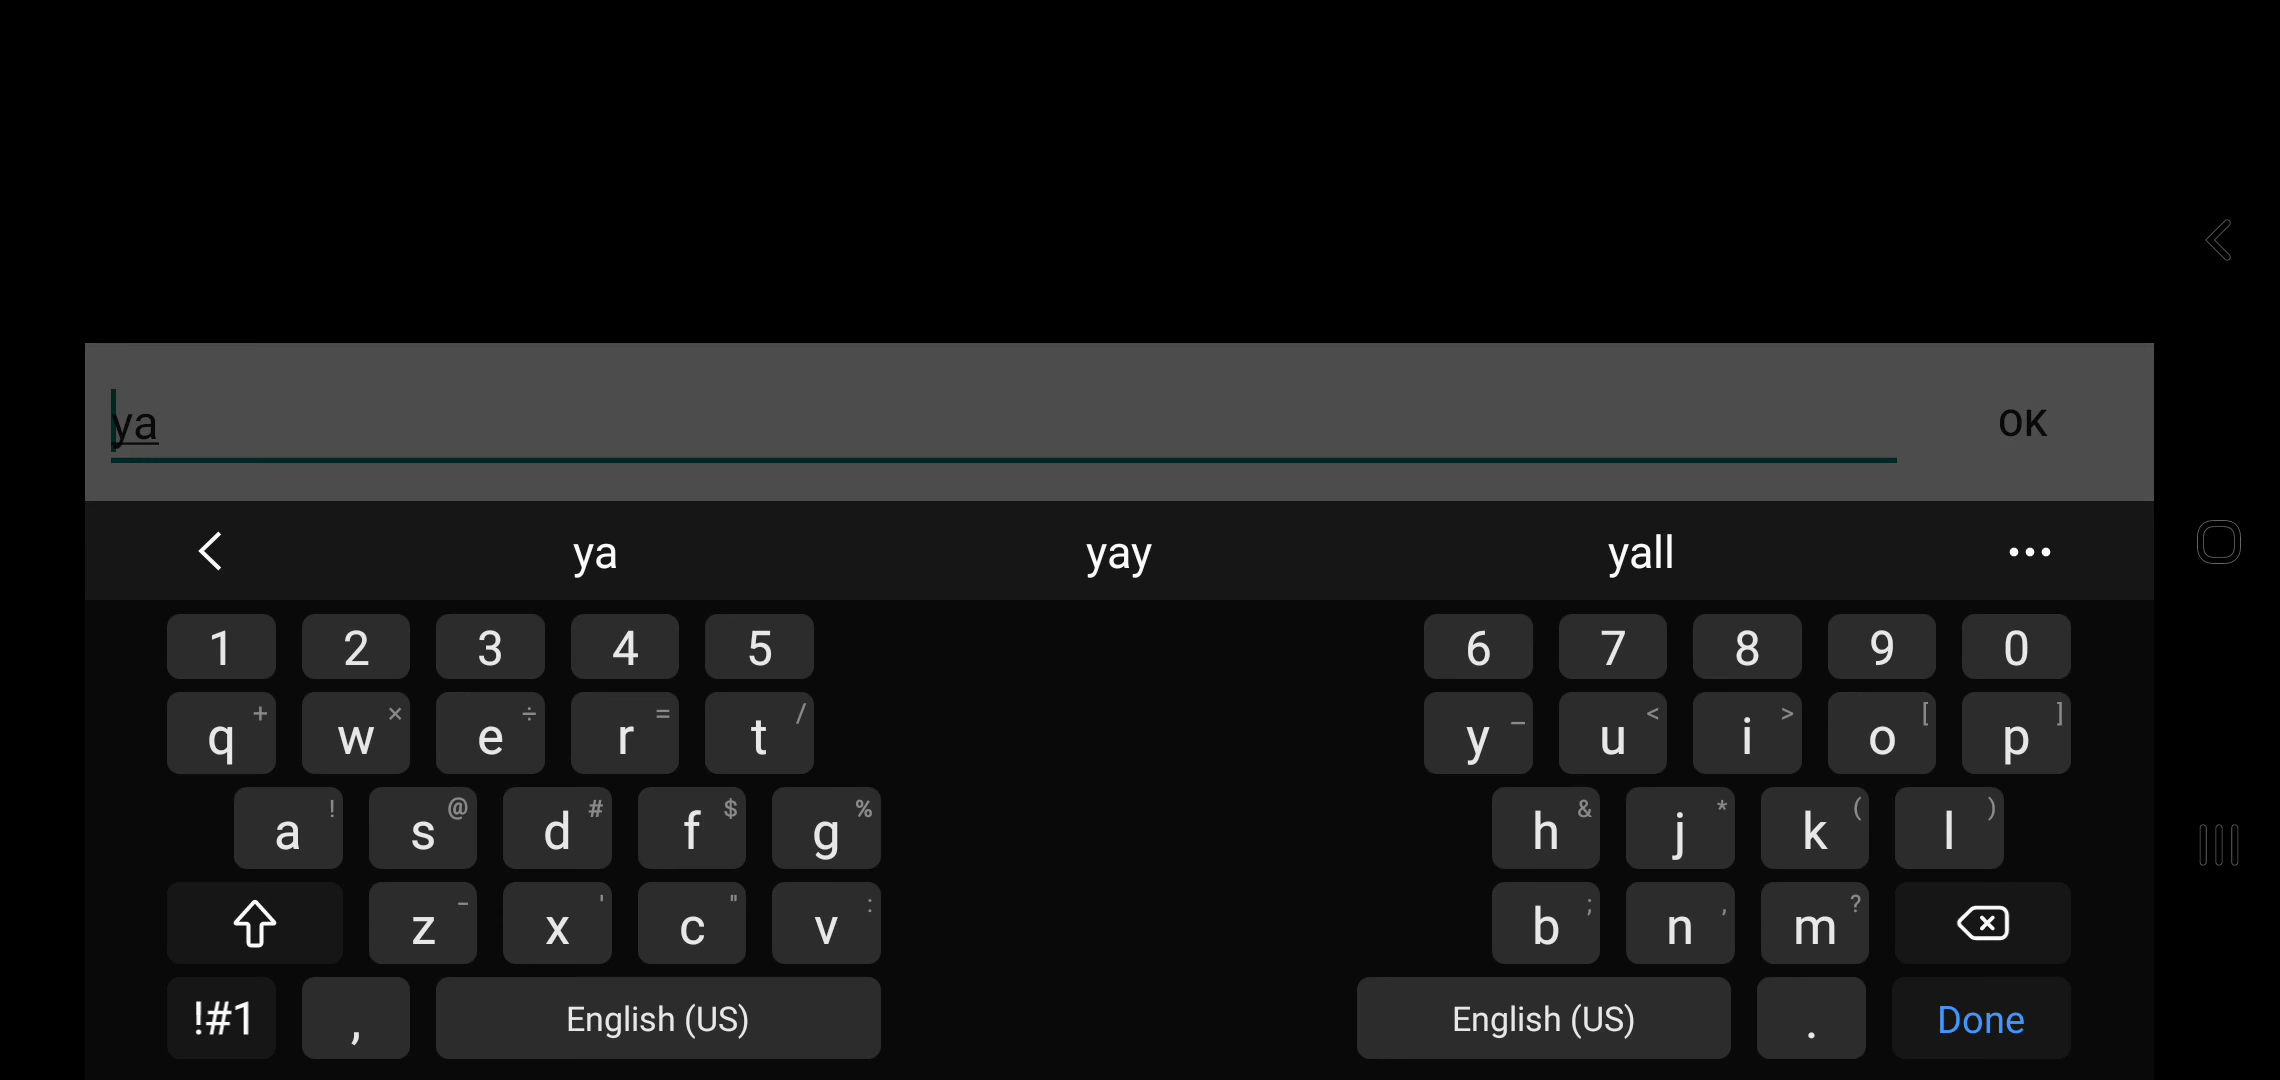 ya
OK
ya yay yall •••
1 2 3 4 5 6 7 8 9 0
q + w × e ÷ r = t / y _ u < i > o [ p ]
a ! s @ d # f $ g % h & j * k ( l )
z - x ' c " v : b ; n , m ?
!#1 , English (US) English (US) . Done